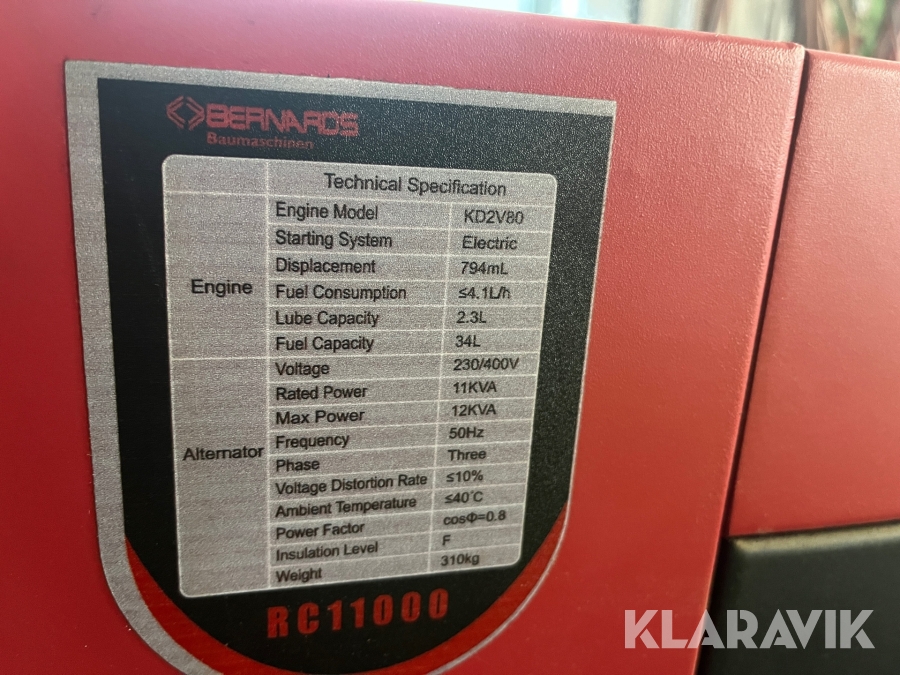 BERNARDS
Baumaschinen
Technical Specification
Engine
Engine Model KD2V80
Starting System Electric
Displacement 794mL
Fuel Consumption ≤4.1L/h
Lube Capacity 2.3L
Fuel Capacity 34L
Alternator
Voltage 230/400V
Rated Power 11KVA
Max Power 12KVA
Frequency 50Hz
Phase Three
Voltage Distortion Rate ≤10%
Ambient Temperature ≤40°C
Power Factor cosΦ=0.8
Insulation Level F
Weight 310kg
RC11000
KLARAVIK